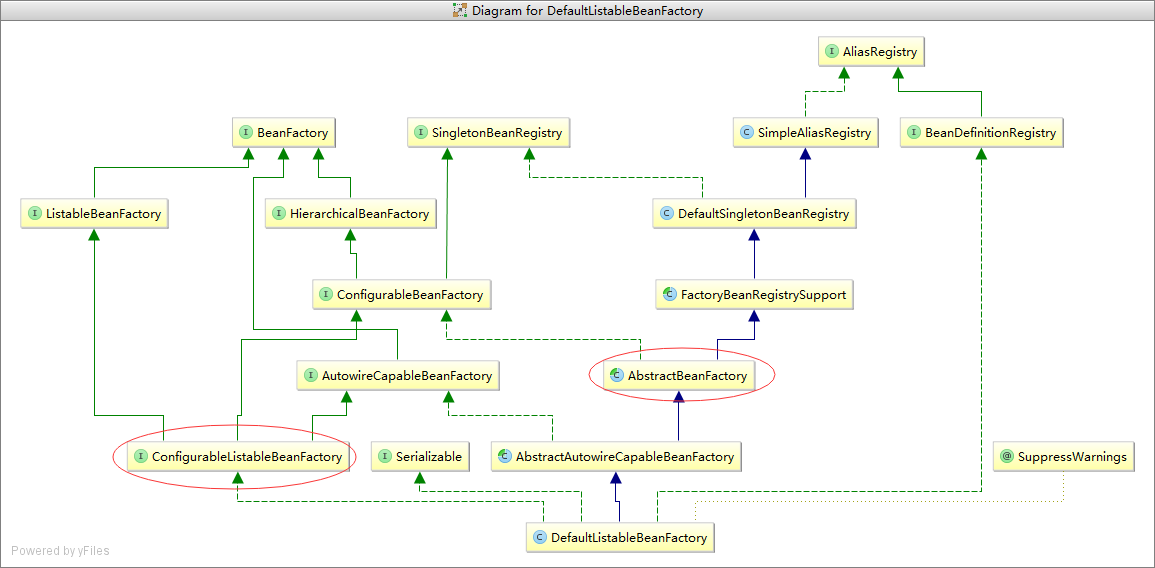 Diagram for DefaultListableBeanFactory
I AliasRegistry
I BeanFactory
I SingletonBeanRegistry
C SimpleAliasRegistry
I BeanDefinitionRegistry
I ListableBeanFactory
I HierarchicalBeanFactory
C DefaultSingletonBeanRegistry
I ConfigurableBeanFactory
C FactoryBeanRegistrySupport
I AutowireCapableBeanFactory
C AbstractBeanFactory
I ConfigurableListableBeanFactory
I Serializable
C AbstractAutowireCapableBeanFactory
@ SuppressWarnings
C DefaultListableBeanFactory
Powered by yFiles